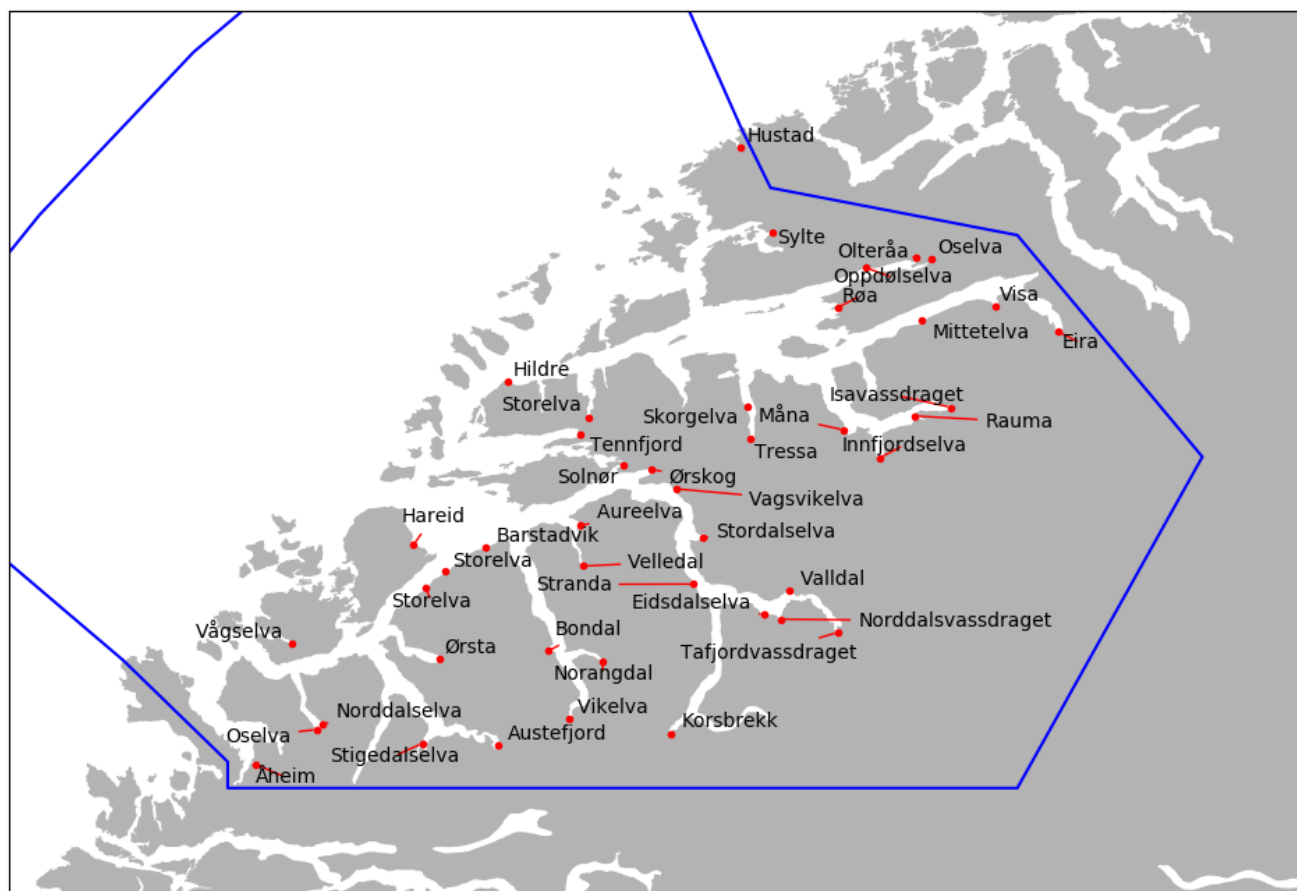 Hustad
Sylte
Olteråa
Oselva
Oppdølselva
Røa
Visa
Mittetelva
Eira
Hildre
Isavassdraget
Storelva
Skorgelva
Måna
Rauma
Tennfjord
Tressa
Innfjordselva
Solnør
Ørskog
Vagsvikelva
Hareid
Aureelva
Barstadvik
Stordalselva
Velledal
Storelva
Stranda
Valldal
Storelva
Eidsdalselva
Norddalsvassdraget
Vågselva
Bondal
Ørsta
Tafjordvassdraget
Norangdal
Norddalselva
Vikelva
Korsbrekk
Oselva
Austefjord
Stigedalselva
Åheim